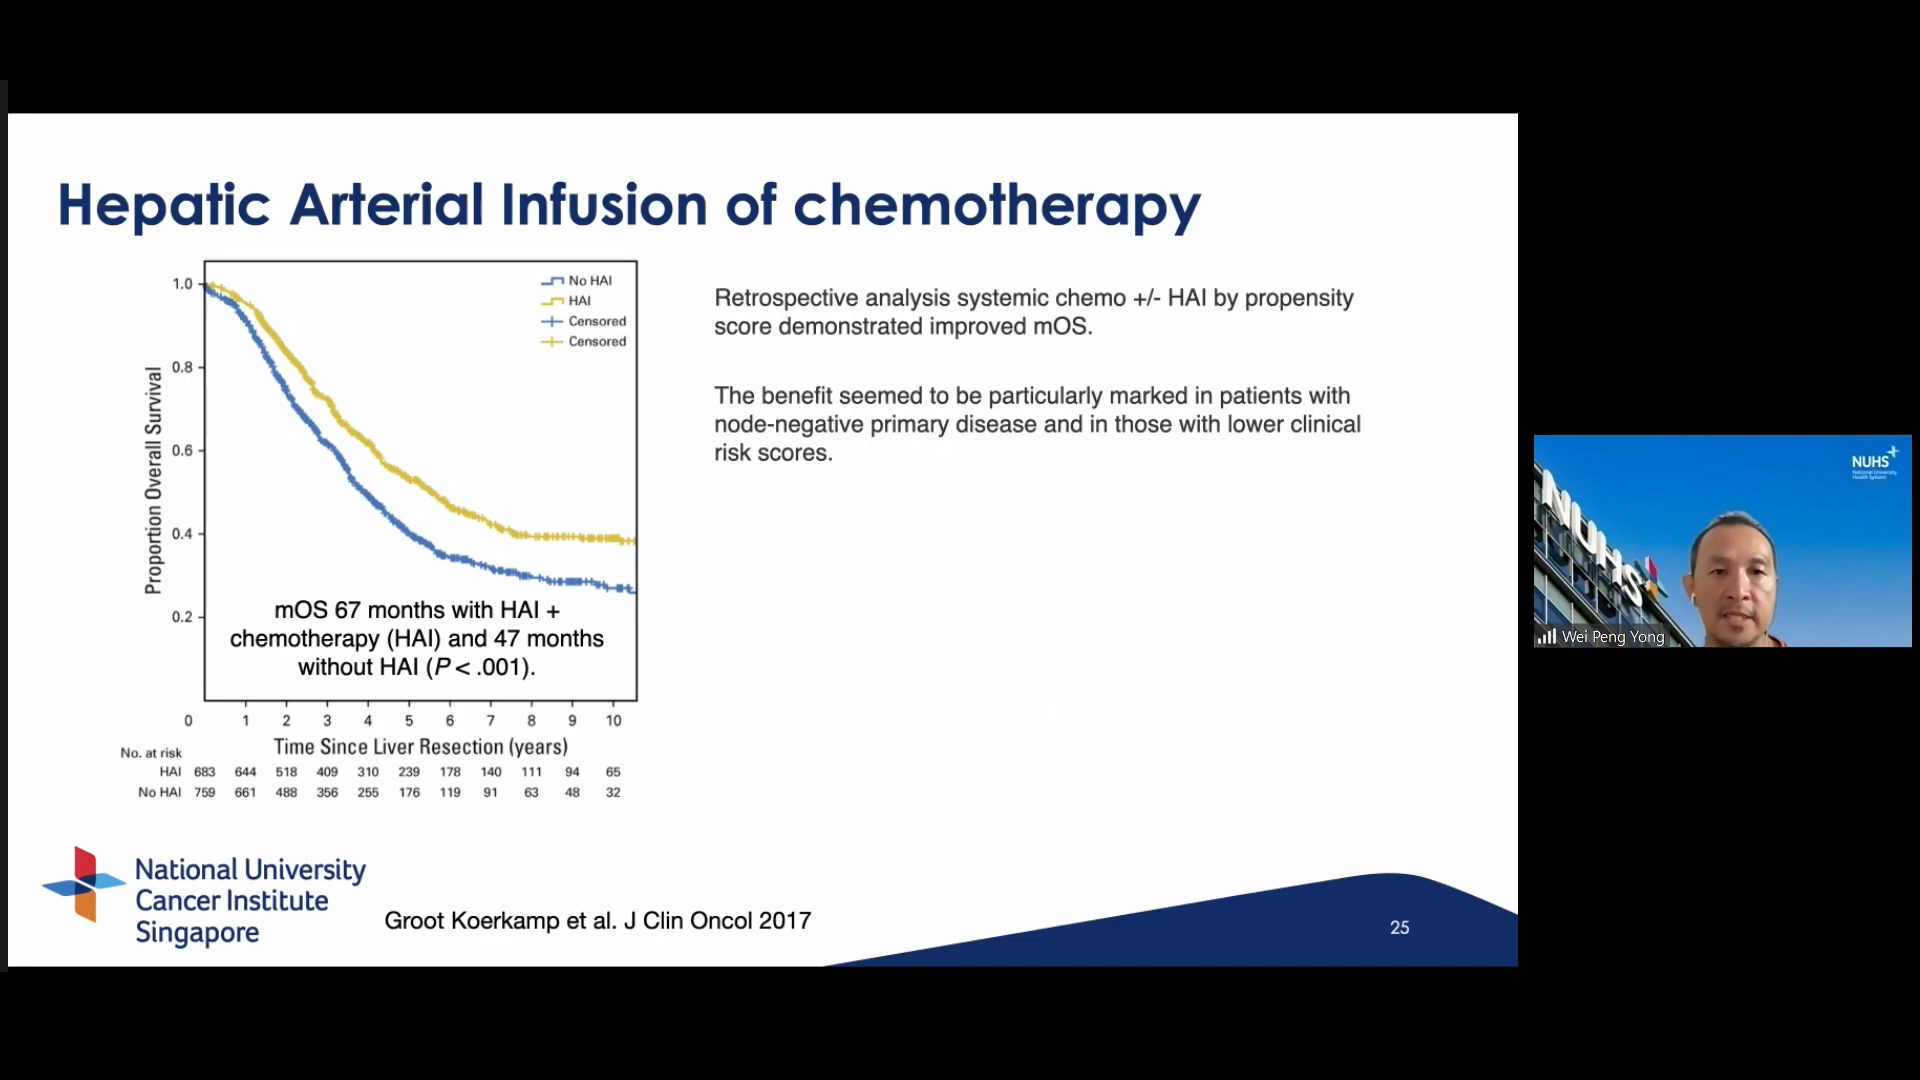 Hepatic Arterial Infusion of chemotherapy
No HAI
HAI
Censored
Censored
Proportion Overall Survival
1.0
0.8
0.6
0.4
0.2
mOS 67 months with HAI +
chemotherapy (HAI) and 47 months
without HAI (P < .001).
0 1 2 3 4 5 6 7 8 9 10
Time Since Liver Resection (years)
No. at risk
HAI 683 644 518 409 310 239 178 140 111 94 65
No HAI 759 661 488 356 255 176 119 91 63 48 32
Retrospective analysis systemic chemo +/- HAI by propensity
score demonstrated improved mOS.
The benefit seemed to be particularly marked in patients with
node-negative primary disease and in those with lower clinical
risk scores.
National University
Cancer Institute
Singapore
Groot Koerkamp et al. J Clin Oncol 2017
25
NUHS
National University
Health System
NUHS
Wei Peng Yong